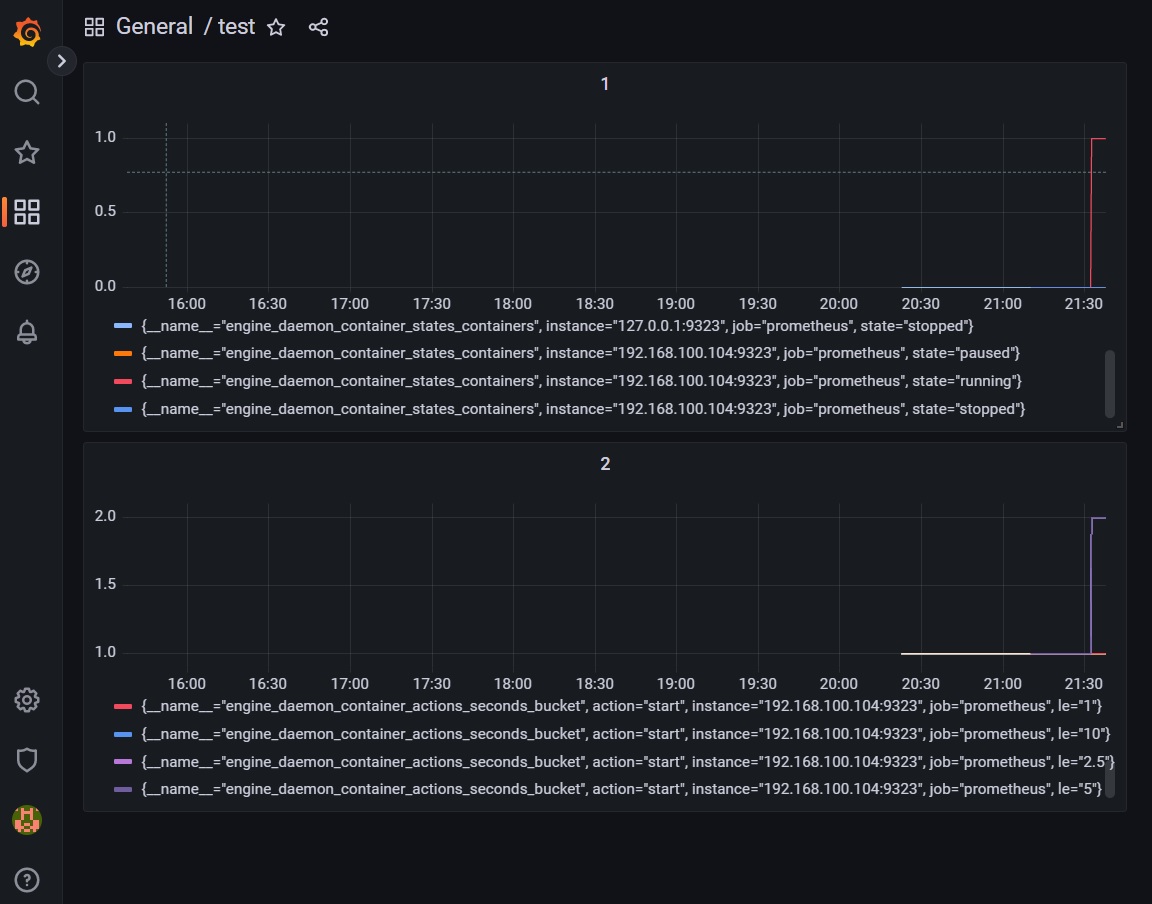 General / test
1
1.0
0.5
0.0
16:00 16:30 17:00 17:30 18:00 18:30 19:00 19:30 20:00 20:30 21:00 21:30
{__name__="engine_daemon_container_states_containers", instance="127.0.0.1:9323", job="prometheus", state="stopped"}
{__name__="engine_daemon_container_states_containers", instance="192.168.100.104:9323", job="prometheus", state="paused"}
{__name__="engine_daemon_container_states_containers", instance="192.168.100.104:9323", job="prometheus", state="running"}
{__name__="engine_daemon_container_states_containers", instance="192.168.100.104:9323", job="prometheus", state="stopped"}
2
2.0
1.5
1.0
16:00 16:30 17:00 17:30 18:00 18:30 19:00 19:30 20:00 20:30 21:00 21:30
{__name__="engine_daemon_container_actions_seconds_bucket", action="start", instance="192.168.100.104:9323", job="prometheus", le="1"}
{__name__="engine_daemon_container_actions_seconds_bucket", action="start", instance="192.168.100.104:9323", job="prometheus", le="10"}
{__name__="engine_daemon_container_actions_seconds_bucket", action="start", instance="192.168.100.104:9323", job="prometheus", le="2.5"}
{__name__="engine_daemon_container_actions_seconds_bucket", action="start", instance="192.168.100.104:9323", job="prometheus", le="5"}